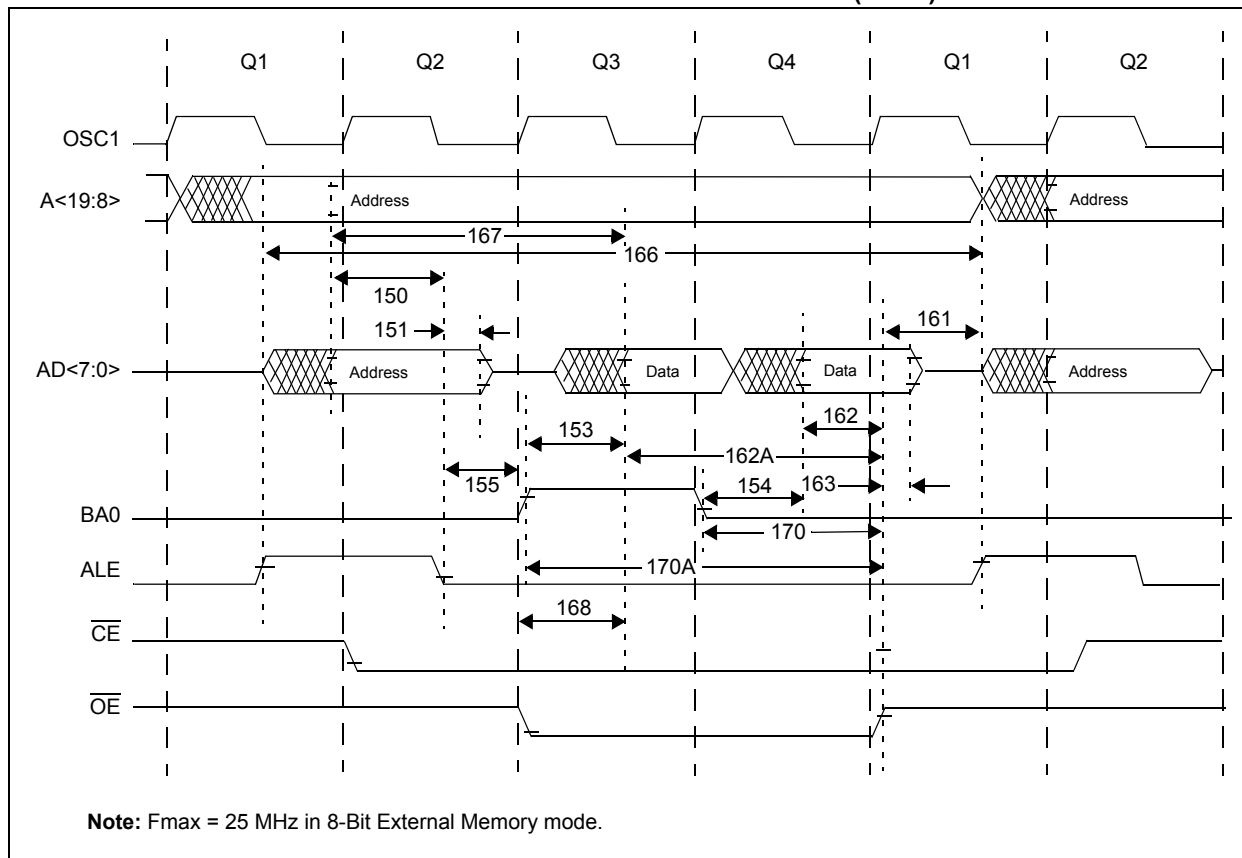 Q1 Q2 Q3 Q4 Q1 Q2
OSC1
A<19:8>
Address
Address
167
166
150
151
161
AD<7:0>
Address
Data
Data
Address
153
162
162A
155
154
163
BA0
170
ALE
170A
168
CE
OE
Note: Fmax = 25 MHz in 8-Bit External Memory mode.